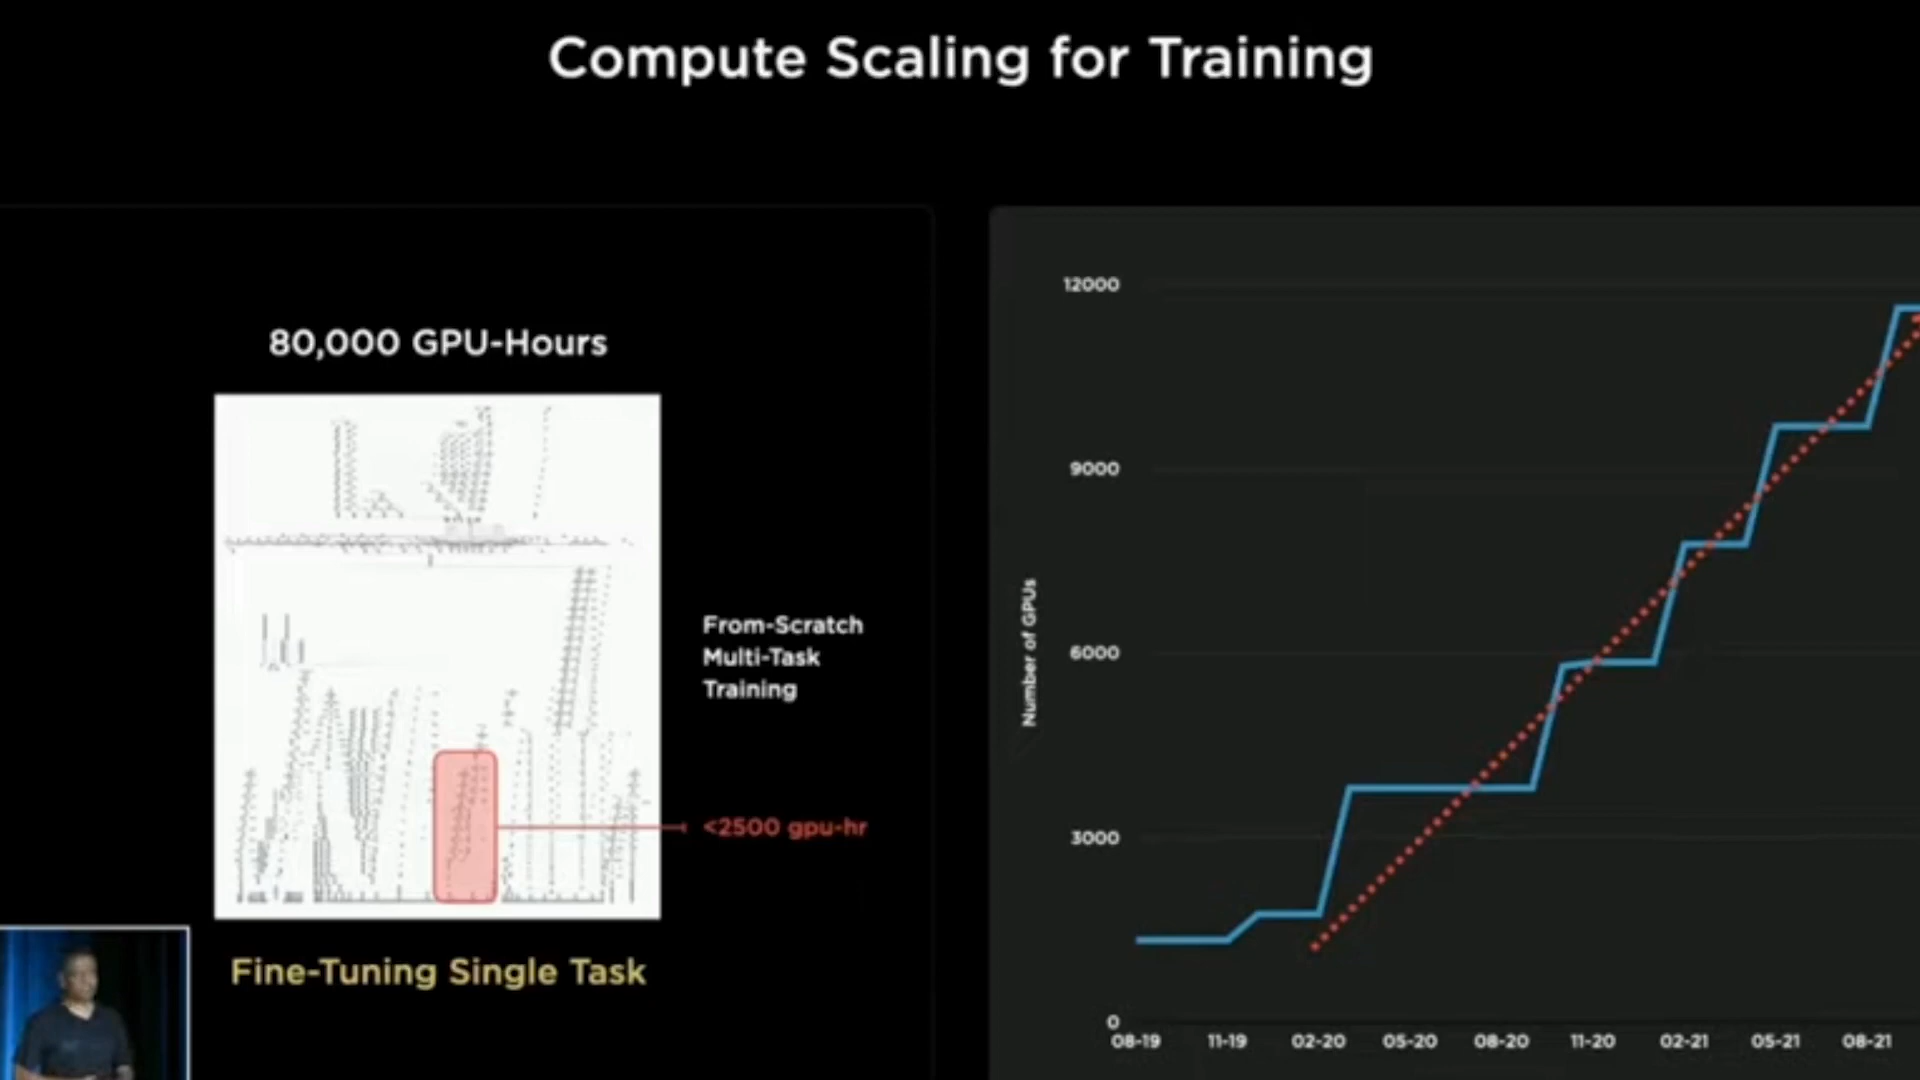 Compute Scaling for Training
80,000 GPU-Hours
From-Scratch
Multi-Task
Training
<2500 gpu-hr
Fine-Tuning Single Task
Number of GPUs
12000
9000
6000
3000
0
08-19 11-19 02-20 05-20 08-20 11-20 02-21 05-21 08-21